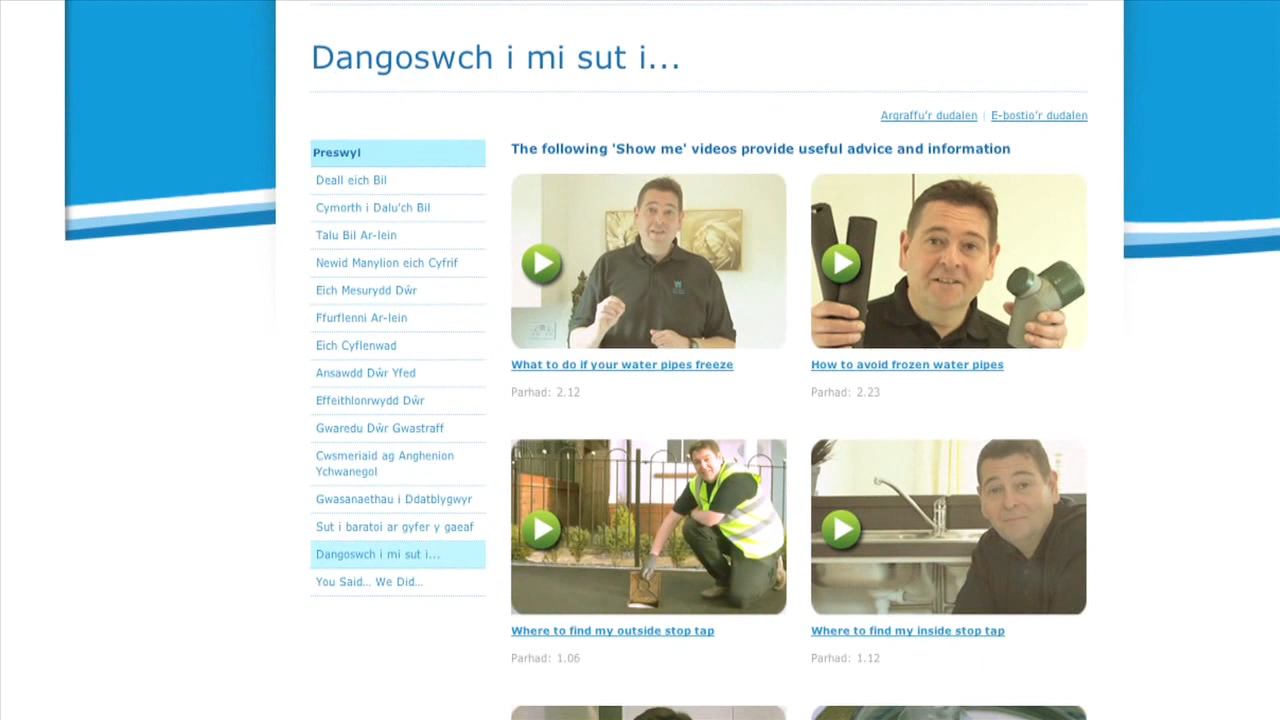 Dangoswch i mi sut i...
Argraffu'r dudalen | E-bostio'r dudalen
Preswyl
Deall eich Bil
Cymorth i Dalu'ch Bil
Talu Bil Ar-lein
Newid Manylion eich Cyfrif
Eich Mesurydd Dŵr
Ffurflenni Ar-lein
Eich Cyflenwad
Ansawdd Dŵr Yfed
Effeithlonrwydd Dŵr
Gwaredu Dŵr Gwastraff
Cwsmeriaid ag Anghenion
Ychwanegol
Gwasanaethau i Ddatblygwyr
Sut i baratoi ar gyfer y gaeaf
Dangoswch i mi sut i...
You Said... We Did...
The following 'Show me' videos provide useful advice and information
What to do if your water pipes freeze
Parhad: 2.12
How to avoid frozen water pipes
Parhad: 2.23
Where to find my outside stop tap
Parhad: 1.06
Where to find my inside stop tap
Parhad: 1.12